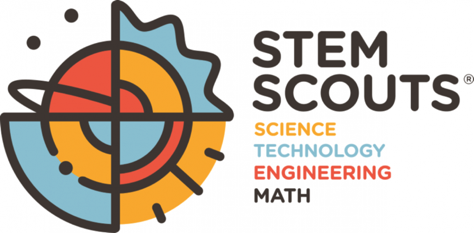 STEM
SCOUTS®
SCIENCE
TECHNOLOGY
ENGINEERING
MATH